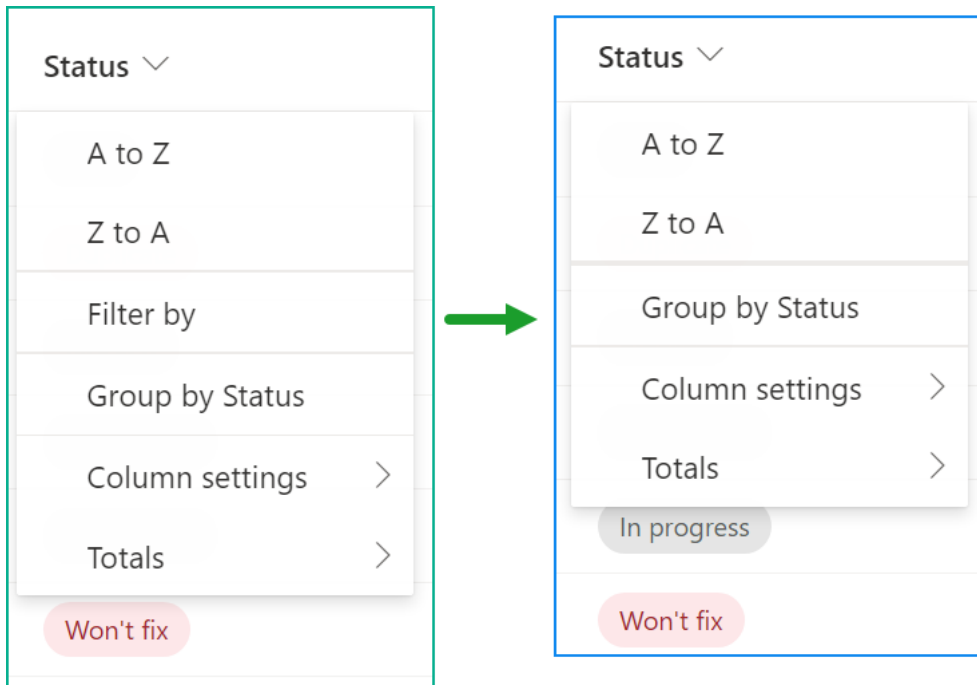 Status
A to Z
Z to A
Filter by
Group by Status
Column settings
Totals
Won't fix
Status
A to Z
Z to A
Group by Status
Column settings
Totals
In progress
Won't fix